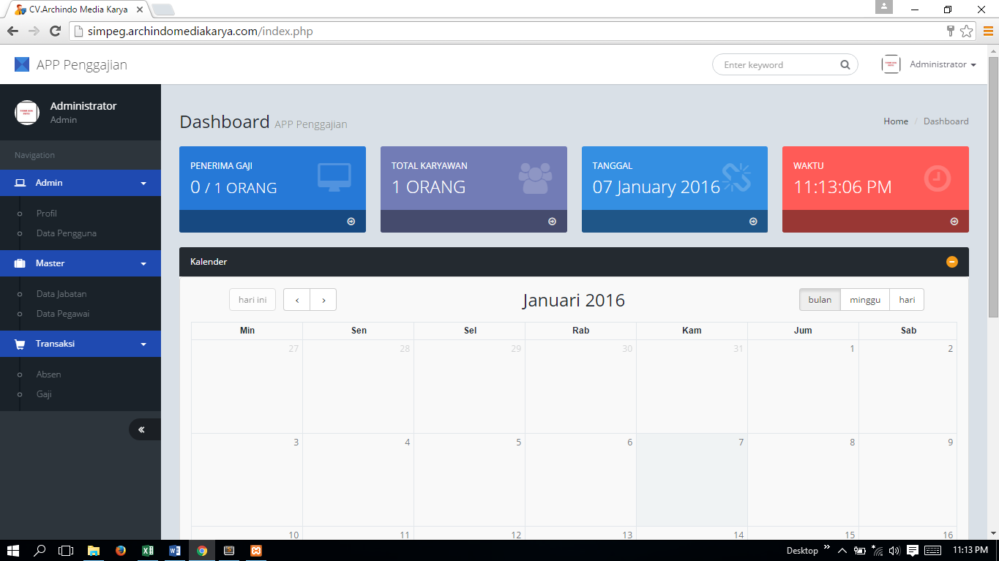 CV.Archindo Media Karya
simpeg.archindomediakarya.com/index.php
APP Penggajian
Enter keyword
Administrator
Administrator
Admin
Navigation
Admin
Profil
Data Pengguna
Master
Data Jabatan
Data Pegawai
Transaksi
Absen
Gaji
Dashboard APP Penggajian
Home / Dashboard
PENERIMA GAJI
0 / 1 ORANG
TOTAL KARYAWAN
1 ORANG
TANGGAL
07 January 2016
WAKTU
11:13:06 PM
Kalender
hari ini ‹ ›
Januari 2016
bulan minggu hari
Min Sen Sel Rab Kam Jum Sab
27 28 29 30 31 1 2
3 4 5 6 7 8 9
10 11 12 13 14 15 16
Desktop
11:13 PM